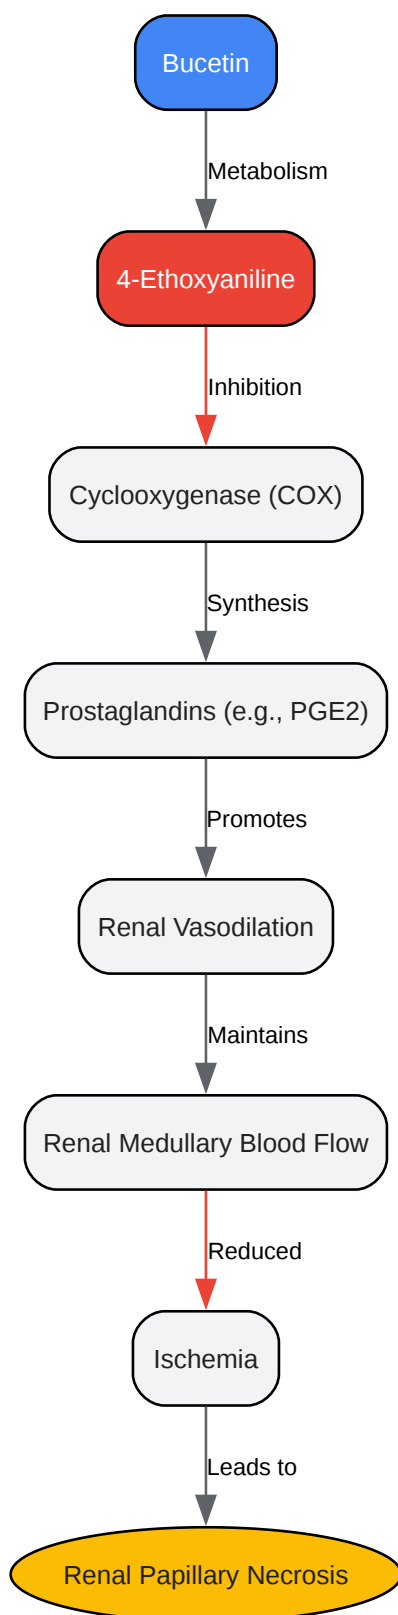 Bucetin
Metabolism
4-Ethoxyaniline
Inhibition
Cyclooxygenase (COX)
Synthesis
Prostaglandins (e.g., PGE2)
Promotes
Renal Vasodilation
Maintains
Renal Medullary Blood Flow
Reduced
Ischemia
Leads to
Renal Papillary Necrosis